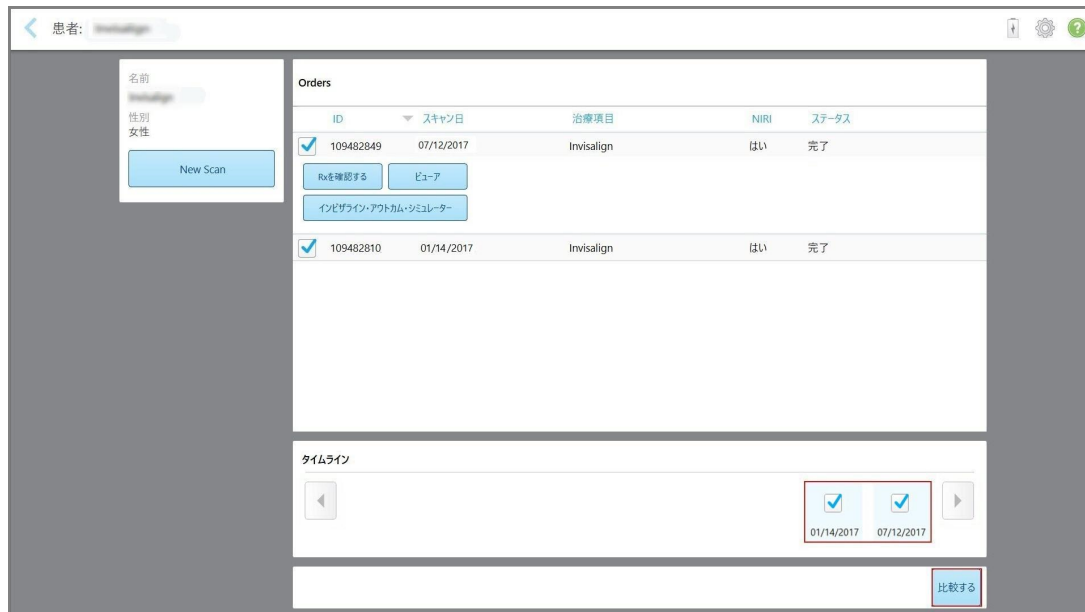 患者:
名前
性別
女性
New Scan
Orders
ID スキャン日 治療項目 NIRI ステータス
109482849 07/12/2017 Invisalign はい 完了
Rxを確認する ビューア
インビザライン・アウトカム・シミュレーター
109482810 01/14/2017 Invisalign はい 完了
タイムライン
01/14/2017 07/12/2017
比較する